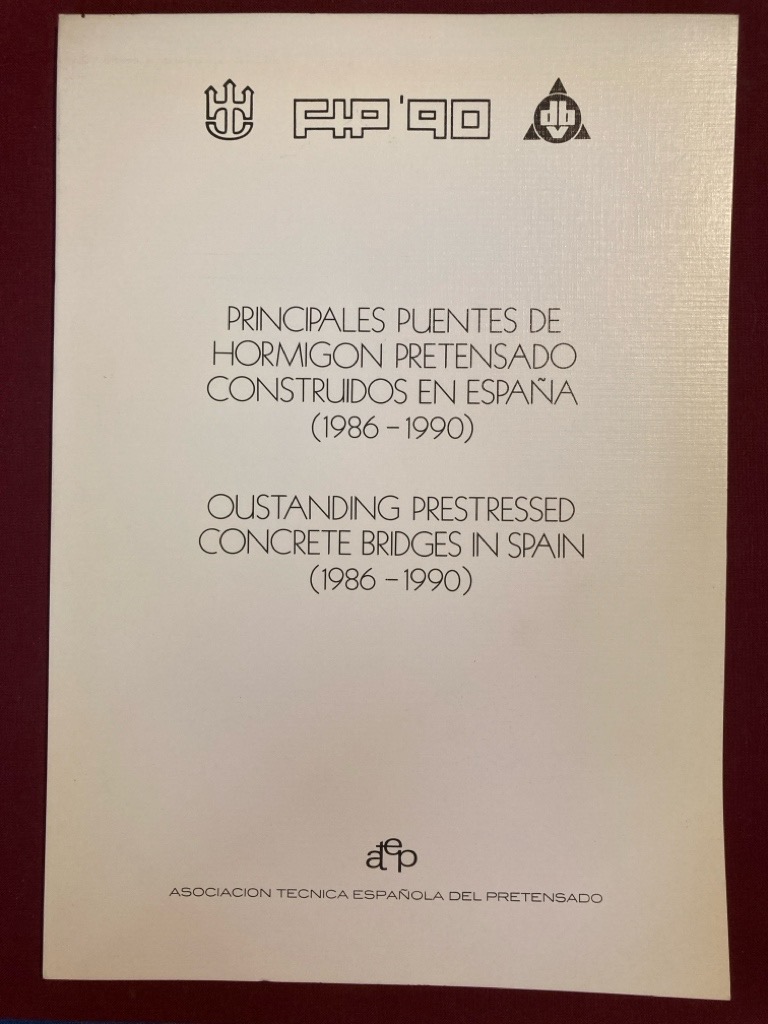 FIP '90
db
PRINCIPALES PUENTES DE
HORMIGON PRETENSADO
CONSTRUIDOS EN ESPAÑA
(1986 - 1990)
OUSTANDING PRESTRESSED
CONCRETE BRIDGES IN SPAIN
(1986 - 1990)
atep
ASOCIACION TECNICA ESPAÑOLA DEL PRETENSADO